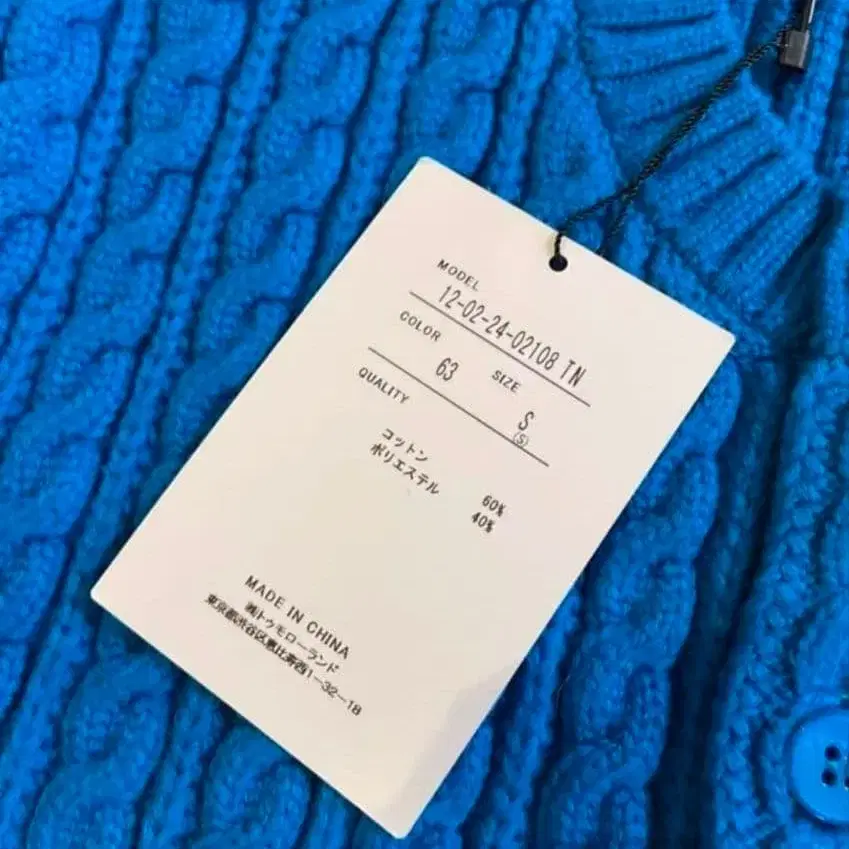 MODEL
12-02-24-02108 TN
COLOR 63 SIZE S
(S)
QUALITY
コットン 60%
ポリエステル 40%
MADE IN CHINA
㈱トゥモローランド
東京都渋谷区恵比寿西1-32-18